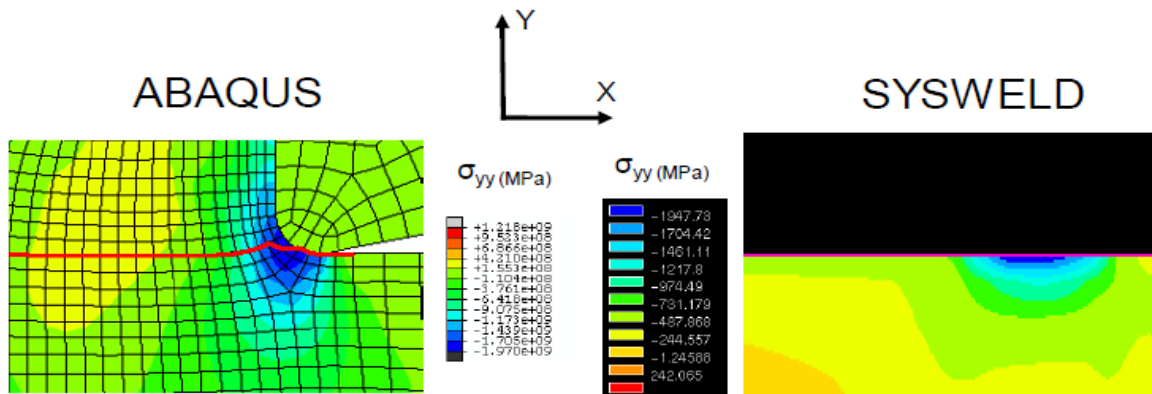 Y
X
ABAQUS
SYSWELD
σyy (MPa)
+1.218e+09
+9.533e+08
+6.866e+08
+4.210e+08
+1.553e+08
-1.104e+08
-3.761e+08
-6.418e+08
-9.075e+08
-1.173e+09
-1.439e+09
-1.705e+09
-1.970e+09
σyy (MPa)
-1947.73
-1704.42
-1461.11
-1217.8
-974.49
-731.179
-487.868
-244.557
-1.24588
242.065